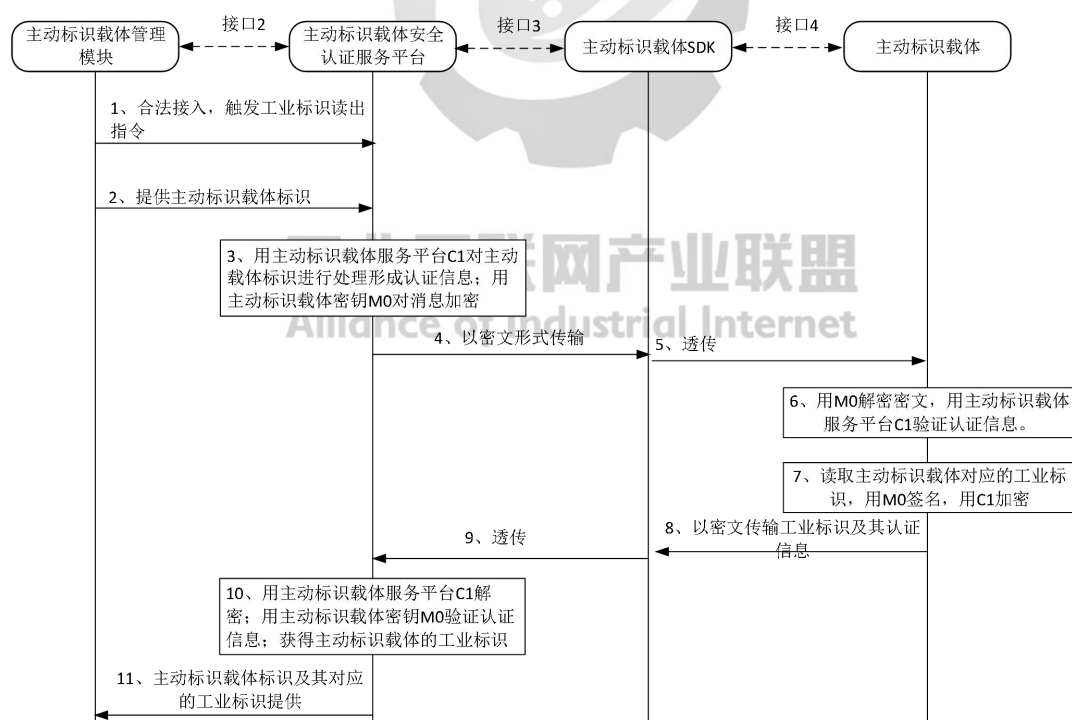 接口2
接口3
接口4
主动标识载体管理
模块
主动标识载体安全
认证服务平台
主动标识载体SDK
主动标识载体
1、合法接入，触发工业标识读出
指令
2、提供主动标识载体标识
3、用主动标识载体服务平台C1对主动
载体标识进行处理形成认证信息；用
主动标识载体密钥M0对消息加密
联网产业联盟
Alliance of Industrial Internet
4、以密文形式传输
5、透传
6、用M0解密密文，用主动标识载体
服务平台C1验证认证信息。
7、读取主动标识载体对应的工业标
识，用M0签名，用C1加密
8、以密文传输工业标识及其认证
信息
9、透传
10、用主动标识载体服务平台C1解
密；用主动标识载体密钥M0验证认证
信息；获得主动标识载体的工业标识
11、主动标识载体标识及其对应
的工业标识提供